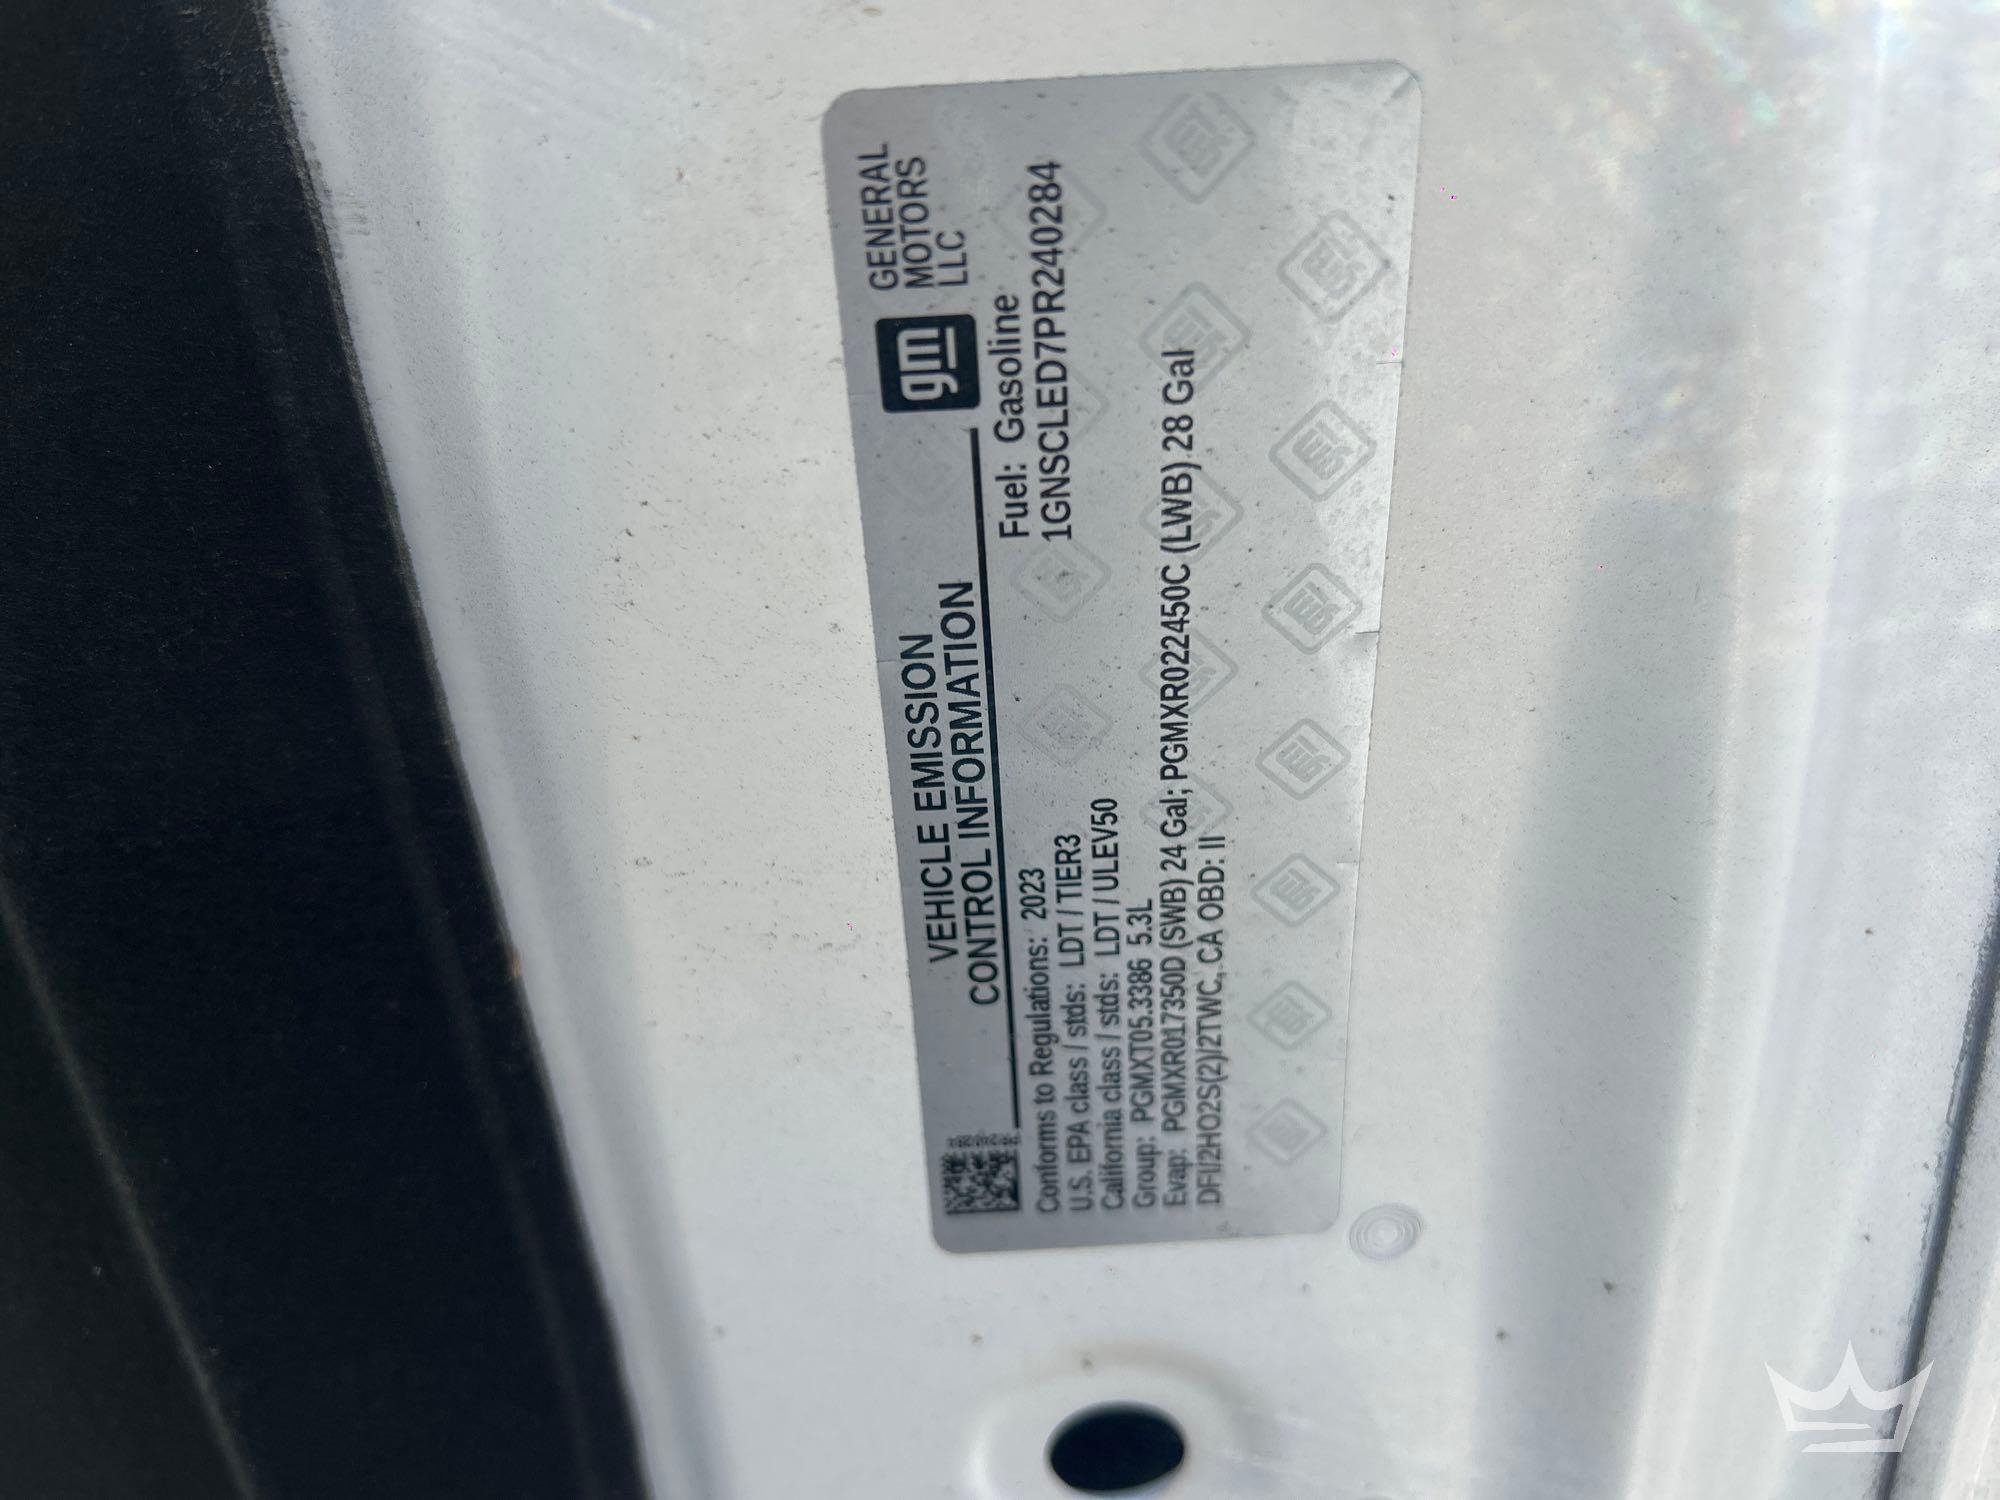 VEHICLE EMISSION
CONTROL INFORMATION
gm
GENERAL
MOTORS
LLC
Fuel: Gasoline
1GNSCLED7PR240284
Conforms to Regulations: 2023
U.S. EPA class / stds: LDT / TIER3
California class / stds: LDT / ULEV50
Group: PGMXT05.3386 5.3L
Evap: PGMXR017350D (SWB) 24 Gal; PGMXR022450C (LWB) 28 Gal
DFI/2HO2S(2)/2TWC, CA OBD: II